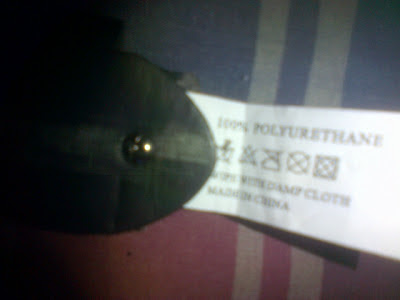 100% POLYURETHANE
WIPE WITH DAMP CLOTH
MADE IN CHINA